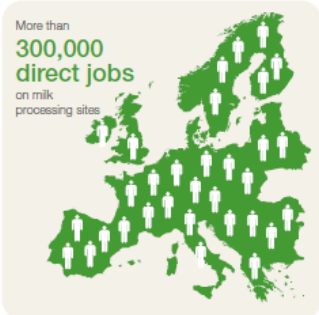 More than
300,000
direct jobs
on milk
processing sites